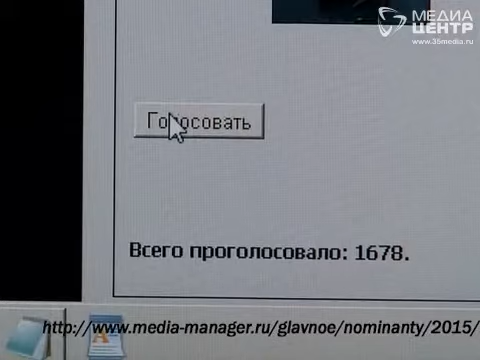 МЕДИА
ЦЕНТР
www.35media.ru
Голосовать
Всего проголосовало: 1678.
http://www.media-manager.ru/glavnoe/nominanty/2015/